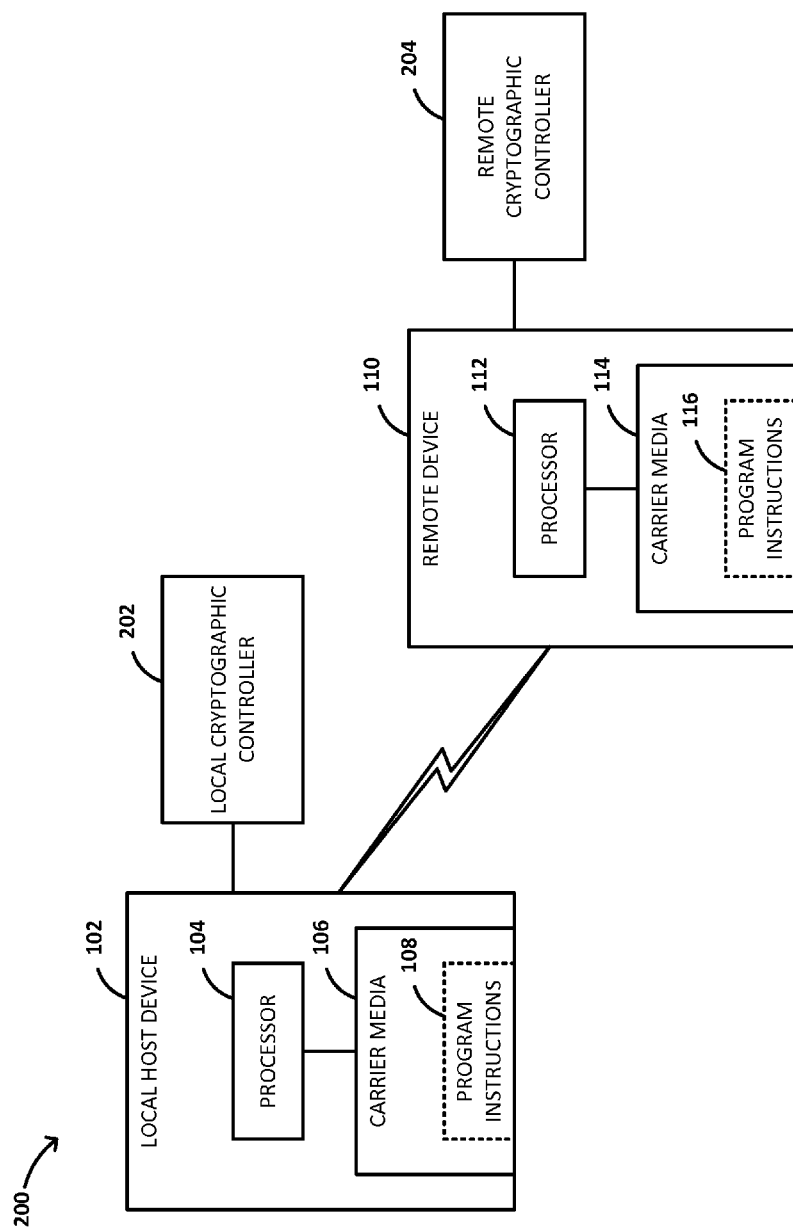 200
102
LOCAL HOST DEVICE
104
PROCESSOR
106
CARRIER MEDIA
108
PROGRAM
INSTRUCTIONS
202
LOCAL CRYPTOGRAPHIC
CONTROLLER
110
REMOTE DEVICE
112
PROCESSOR
114
CARRIER MEDIA
116
PROGRAM
INSTRUCTIONS
204
REMOTE
CRYPTOGRAPHIC
CONTROLLER